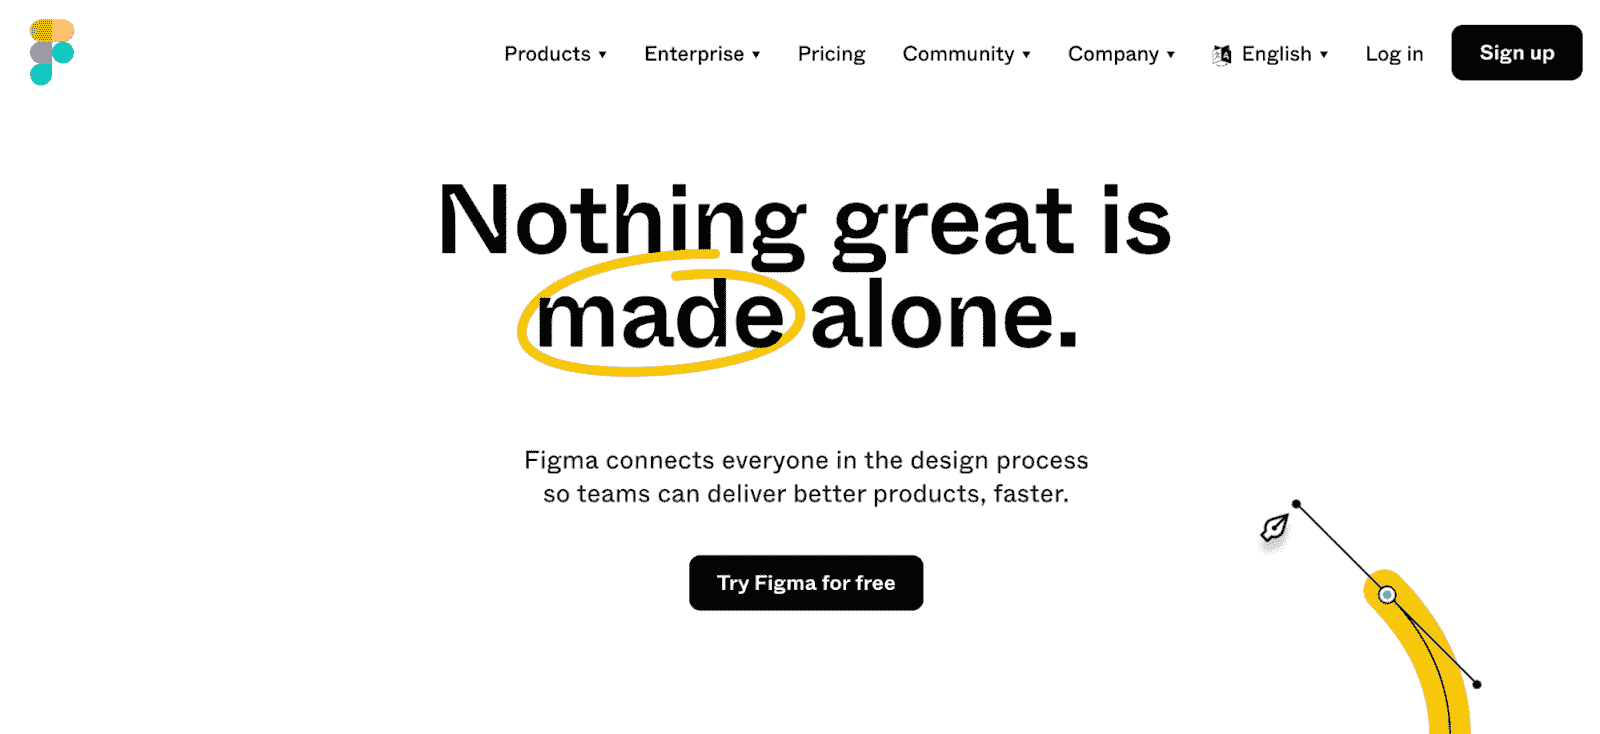 Products
Enterprise
Pricing
Community
Company
English
Log in
Sign up
Nothing great is
made alone.
Figma connects everyone in the design process
so teams can deliver better products, faster.
Try Figma for free